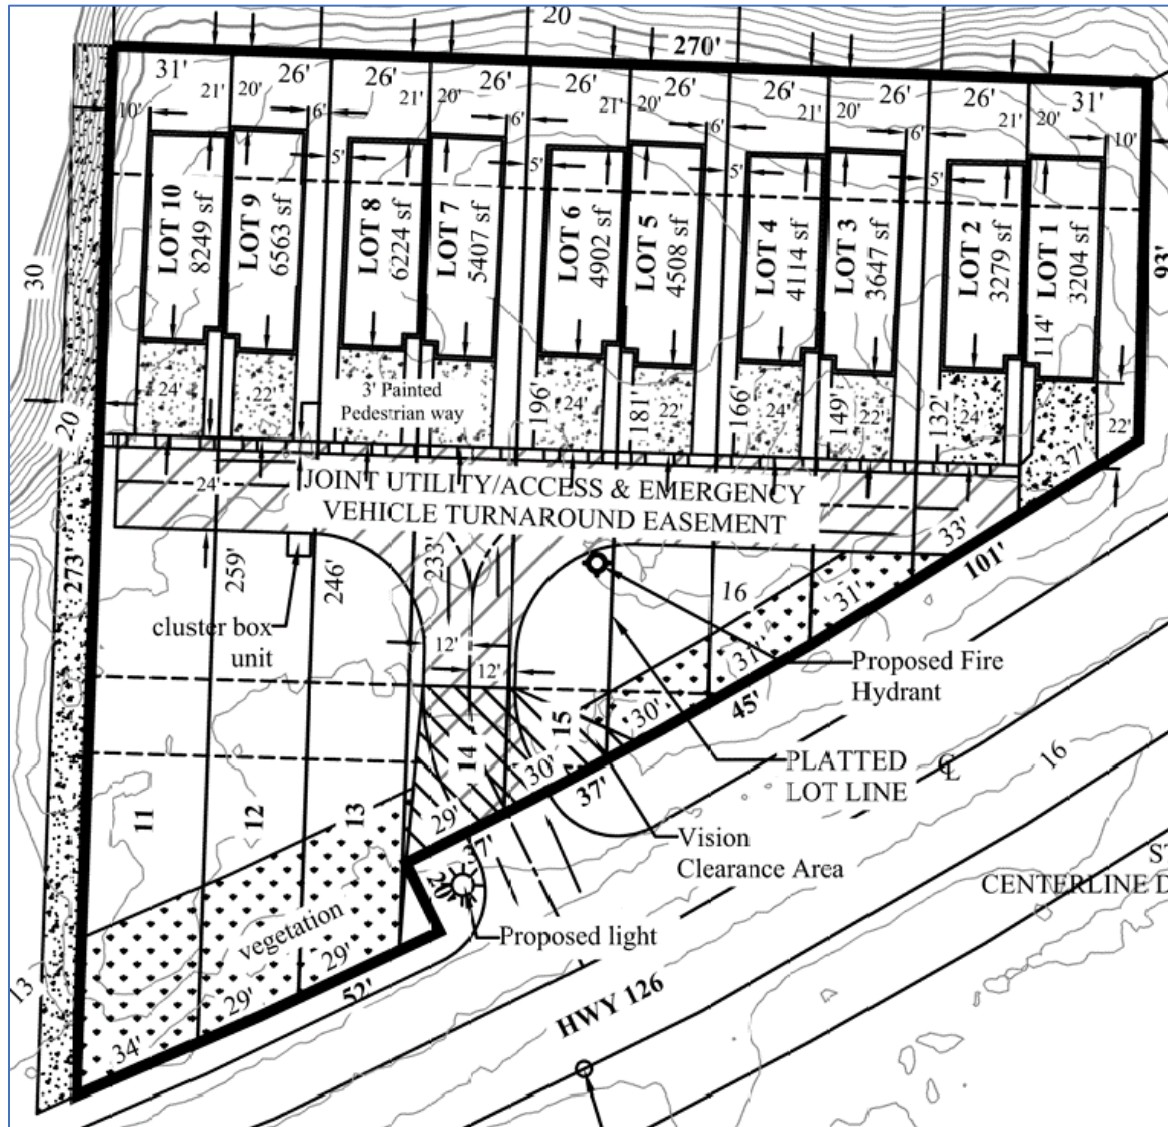 20
270'
31'
26'
26'
26'
26'
26'
26'
26'
26'
31'
21'
20'
21'
20'
21'
20'
21'
20'
21'
20'
10'
6'
6'
6'
6'
10'
5'
5'
5'
5'
LOT 10
8249 sf
LOT 9
6563 sf
LOT 8
6224 sf
LOT 7
5407 sf
LOT 6
4902 sf
LOT 5
4508 sf
LOT 4
4114 sf
LOT 3
3647 sf
LOT 2
3279 sf
LOT 1
3204 sf
93'
30
114'
24'
22'
3' Painted
Pedestrian way
196'
24'
181'
22'
166'
24'
149'
22'
132'
24'
22'
37'
20
24'
JOINT UTILITY/ACCESS & EMERGENCY
VEHICLE TURNAROUND EASEMENT
33'
101'
273'
259'
246'
233'
16
31'
cluster box
unit
12'
12'
31'
Proposed Fire
Hydrant
30'
45'
15
14
30'
37'
PLATTED
LOT LINE
CL
16
11
12
13
29'
37'
Vision
Clearance Area
20'
ST
CENTERLINE D
vegetation
Proposed light
13
29'
29'
52'
34'
HWY 126